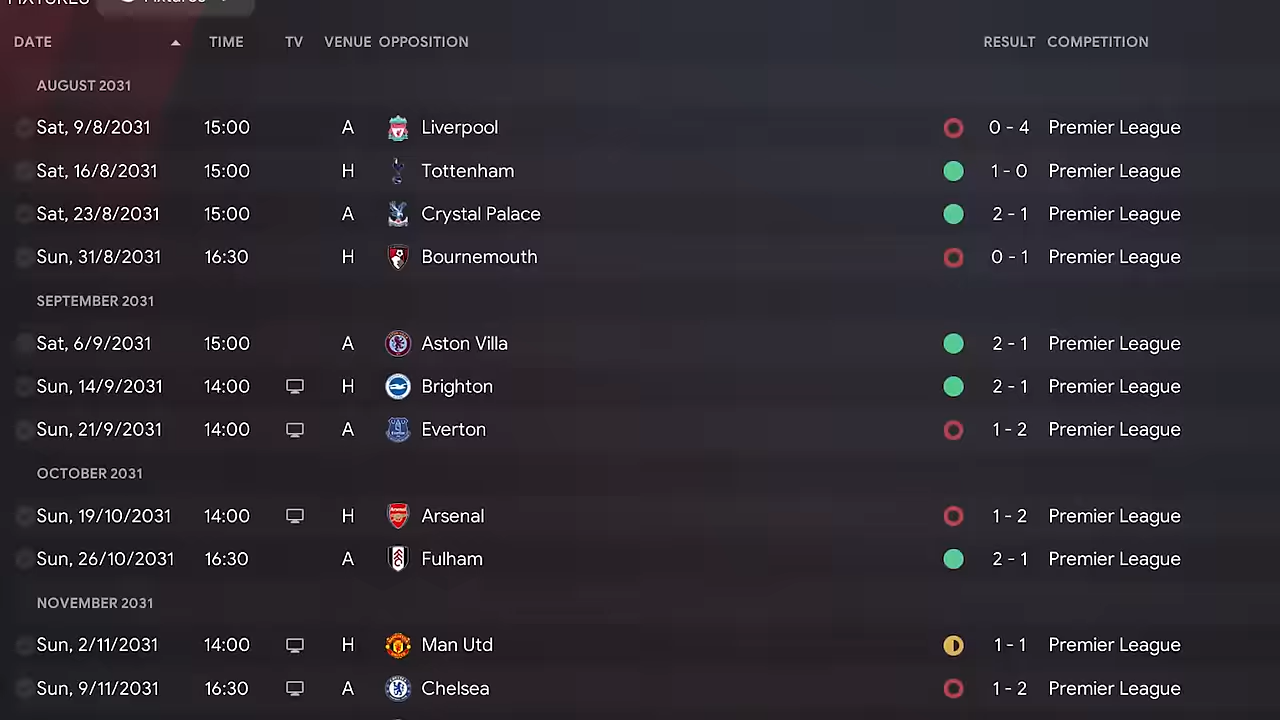 FIXTURES Fixtures
DATE TIME TV VENUE OPPOSITION RESULT COMPETITION
AUGUST 2031
Sat, 9/8/2031 15:00 A Liverpool 0 - 4 Premier League
Sat, 16/8/2031 15:00 H Tottenham 1 - 0 Premier League
Sat, 23/8/2031 15:00 A Crystal Palace 2 - 1 Premier League
Sun, 31/8/2031 16:30 H Bournemouth 0 - 1 Premier League
SEPTEMBER 2031
Sat, 6/9/2031 15:00 A Aston Villa 2 - 1 Premier League
Sun, 14/9/2031 14:00 H Brighton 2 - 1 Premier League
Sun, 21/9/2031 14:00 A Everton 1 - 2 Premier League
OCTOBER 2031
Sun, 19/10/2031 14:00 H Arsenal 1 - 2 Premier League
Sun, 26/10/2031 16:30 A Fulham 2 - 1 Premier League
NOVEMBER 2031
Sun, 2/11/2031 14:00 H Man Utd 1 - 1 Premier League
Sun, 9/11/2031 16:30 A Chelsea 1 - 2 Premier League